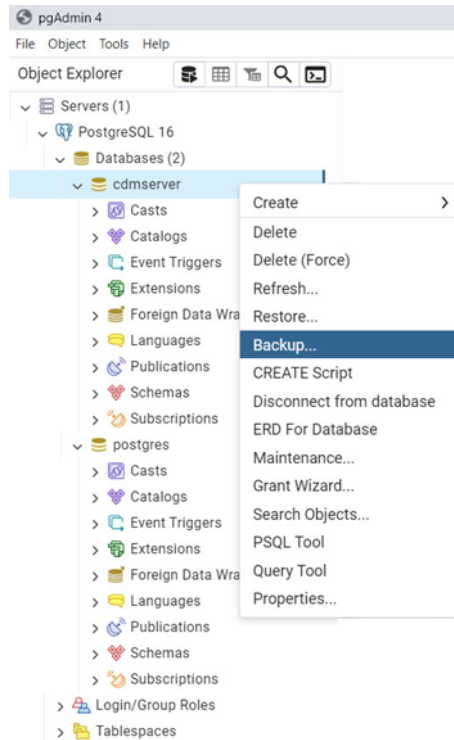 pgAdmin 4
File Object Tools Help
Object Explorer
Servers (1)
PostgreSQL 16
Databases (2)
cdmserver
Casts
Catalogs
Event Triggers
Extensions
Foreign Data Wra
Languages
Publications
Schemas
Subscriptions
postgres
Casts
Catalogs
Event Triggers
Extensions
Foreign Data Wra
Languages
Publications
Schemas
Subscriptions
Login/Group Roles
Tablespaces
Create
Delete
Delete (Force)
Refresh...
Restore...
Backup...
CREATE Script
Disconnect from database
ERD For Database
Maintenance...
Grant Wizard...
Search Objects...
PSQL Tool
Query Tool
Properties...